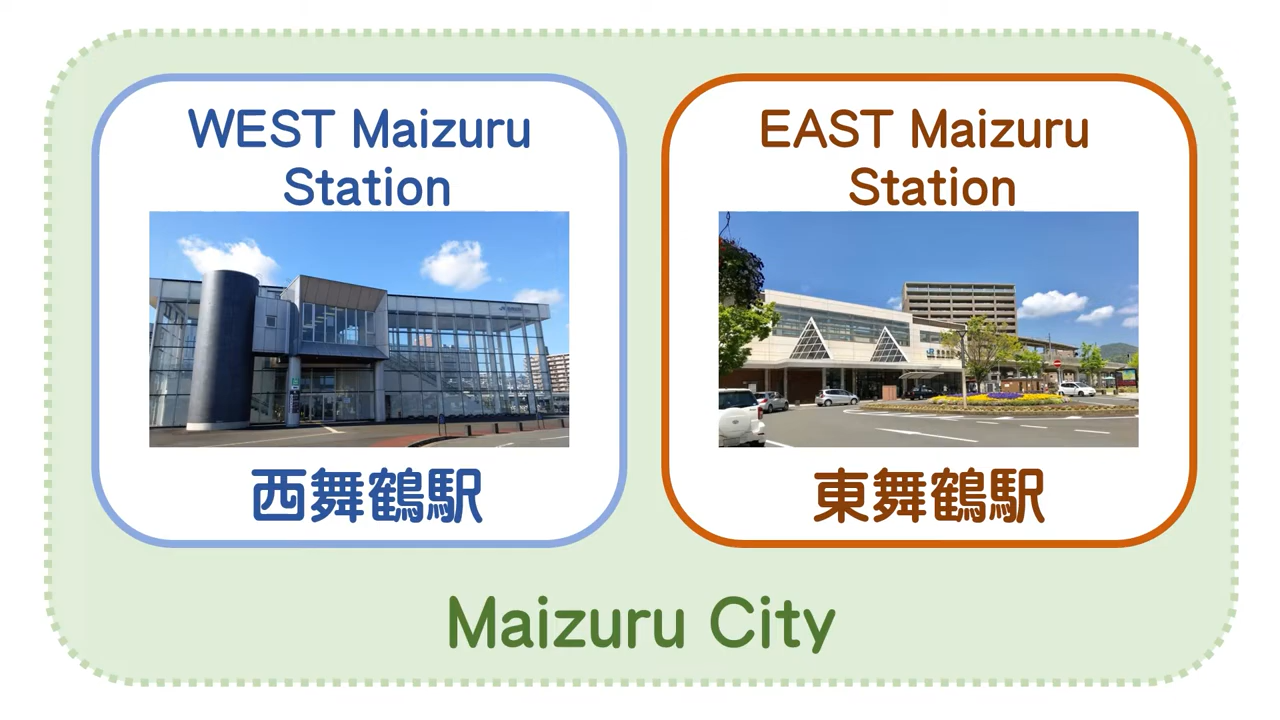 WEST Maizuru
Station
西舞鶴駅
EAST Maizuru
Station
東舞鶴駅
Maizuru City